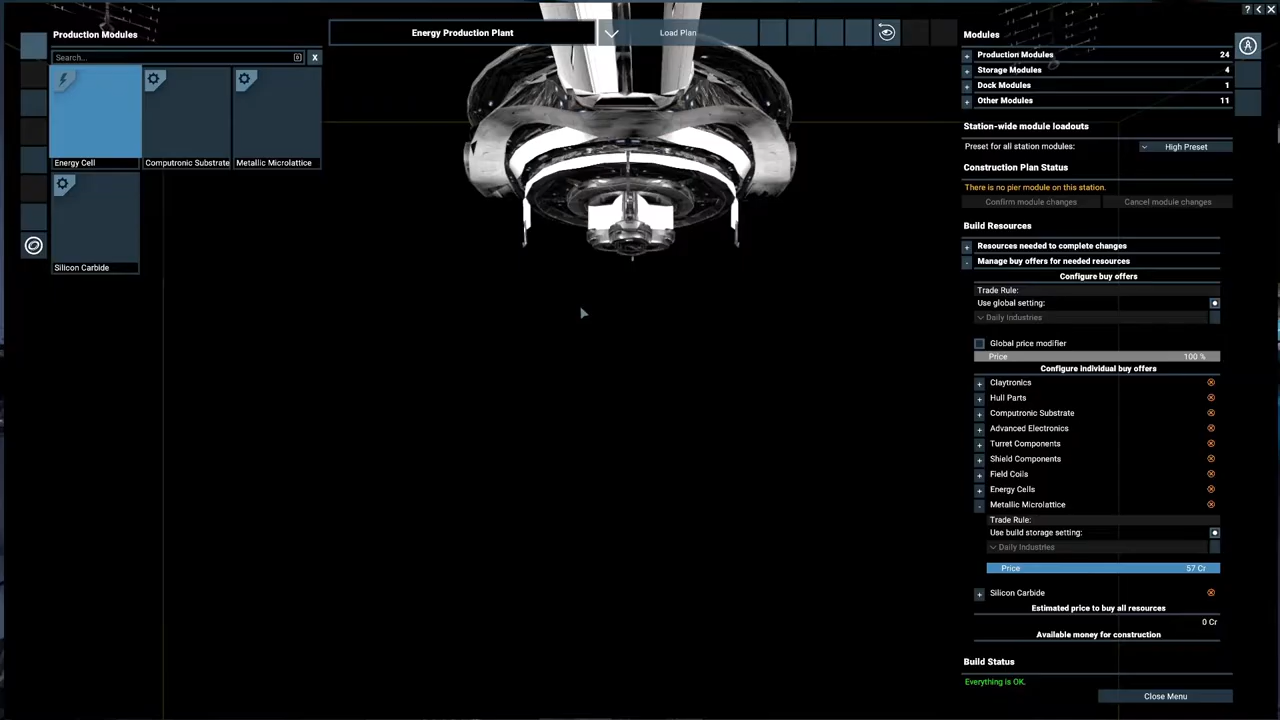 ? < X
Production Modules
Search...
X
Energy Cell
Computronic Substrate
Metallic Microlattice
Silicon Carbide
Energy Production Plant
Load Plan
Modules
+ Production Modules 24
+ Storage Modules 4
+ Dock Modules 1
+ Other Modules 11
Station-wide module loadouts
Preset for all station modules: High Preset
Construction Plan Status
There is no pier module on this station.
Confirm module changes
Cancel module changes
Build Resources
+ Resources needed to complete changes
- Manage buy offers for needed resources
Configure buy offers
Trade Rule:
Use global setting:
Daily Industries
Global price modifier
Price 100 %
Configure individual buy offers
+ Claytronics
+ Hull Parts
+ Computronic Substrate
+ Advanced Electronics
+ Turret Components
+ Shield Components
+ Field Coils
+ Energy Cells
- Metallic Microlattice
Trade Rule:
Use build storage setting:
Daily Industries
Price 57 Cr
+ Silicon Carbide
Estimated price to buy all resources
0 Cr
Available money for construction
Build Status
Everything is OK.
Close Menu